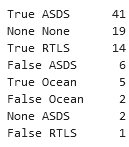 True ASDS 41
None None 19
True RTLS 14
False ASDS 6
True Ocean 5
False Ocean 2
None ASDS 2
False RTLS 1